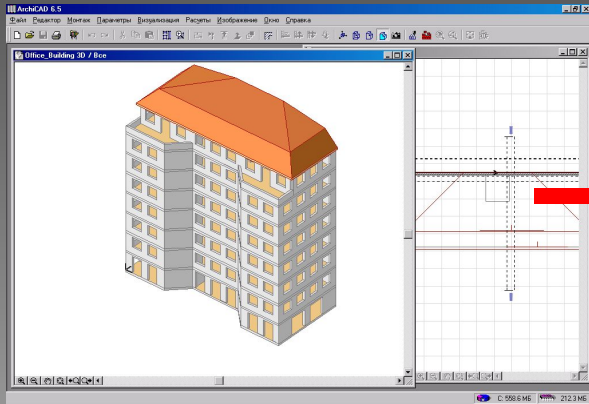 ArchiCAD 6.5
Файл Редактор Монтаж Параметры Визуализация Расчеты Изображение Окно Справка
Office_Building 3D / Все
C: 558.6 МБ 212.3 МБ